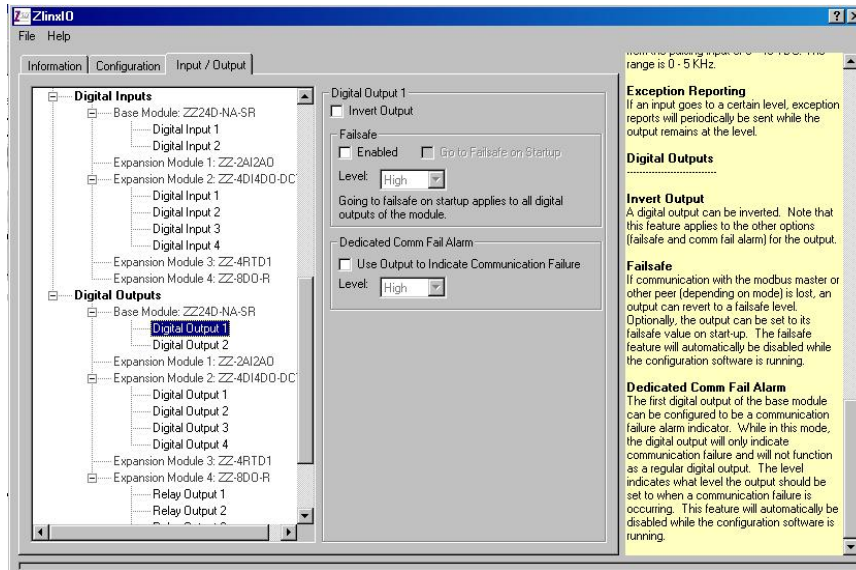 ZlinxIO
File Help
Information Configuration Input / Output
Digital Inputs
Base Module: ZZ24D-NA-SR
Digital Input 1
Digital Input 2
Expansion Module 1: ZZ-2AI2AO
Expansion Module 2: ZZ-4DI4DO-DCT
Digital Input 1
Digital Input 2
Digital Input 3
Digital Input 4
Expansion Module 3: ZZ-4RTD1
Expansion Module 4: ZZ-8DO-R
Digital Outputs
Base Module: ZZ24D-NA-SR
Digital Output 1
Digital Output 2
Expansion Module 1: ZZ-2AI2AO
Expansion Module 2: ZZ-4DI4DO-DCT
Digital Output 1
Digital Output 2
Digital Output 3
Digital Output 4
Expansion Module 3: ZZ-4RTD1
Expansion Module 4: ZZ-8DO-R
Relay Output 1
Relay Output 2
Digital Output 1
Invert Output
Failsafe
Enabled Go to Failsafe on Startup
Level: High
Going to failsafe on startup applies to all digital
outputs of the module.
Dedicated Comm Fail Alarm
Use Output to Indicate Communication Failure
Level: High
range is 0 - 5 KHz.
Exception Reporting
If an input goes to a certain level, exception
reports will periodically be sent while the
output remains at the level.
Digital Outputs
----------------------------
Invert Output
A digital output can be inverted. Note that
this feature applies to the other options
(failsafe and comm fail alarm) for the output.
Failsafe
If communication with the modbus master or
other peer (depending on mode) is lost, an
output can revert to a failsafe level.
Optionally, the output can be set to its
failsafe value on start-up. The failsafe
feature will automatically be disabled while
the configuration software is running.
Dedicated Comm Fail Alarm
The first digital output of the base module
can be configured to be a communication
failure alarm indicator. While in this mode,
the digital output will only indicate
communication failure and will not function
as a regular digital output. The level
indicates what level the output should be
set to when a communication failure is
occurring. This feature will automatically be
disabled while the configuration software is
running.